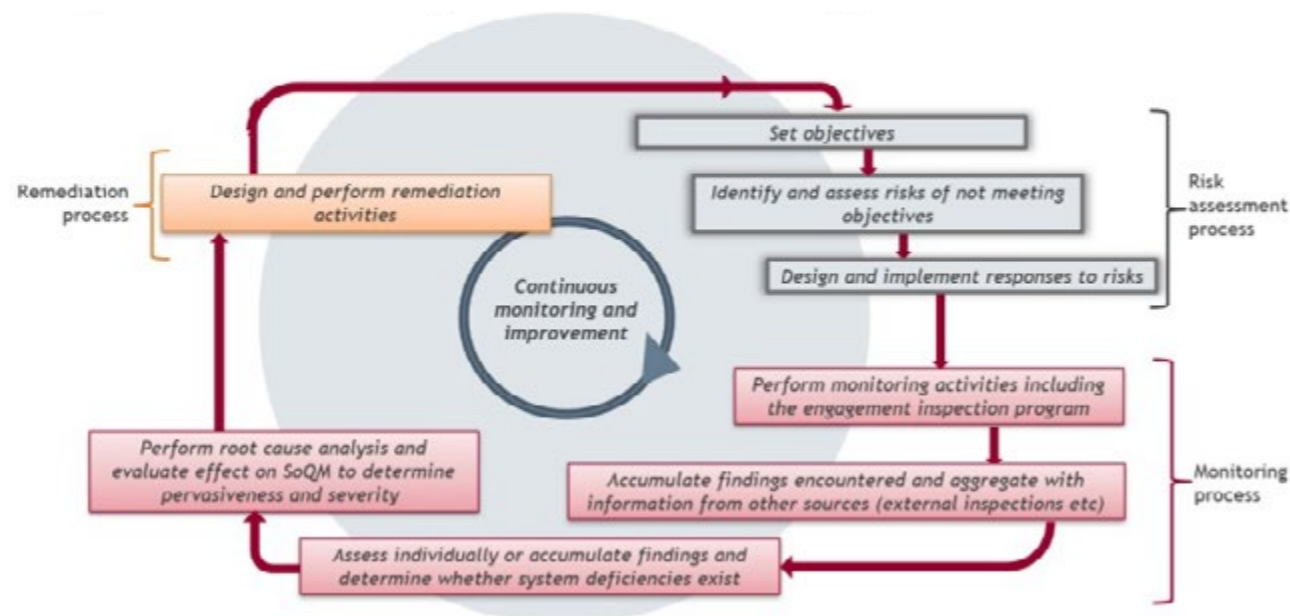 Set objectives
Identify and assess risks of not meeting
objectives
Design and implement responses to risks
Risk
assessment
process
Perform monitoring activities including
the engagement inspection program
Accumulate findings encountered and aggregate with
information from other sources (external inspections etc)
Assess individually or accumulate findings and
determine whether system deficiencies exist
Monitoring
process
Perform root cause analysis and
evaluate effect on SoQM to determine
pervasiveness and severity
Design and perform remediation
activities
Remediation
process
Continuous
monitoring and
improvement